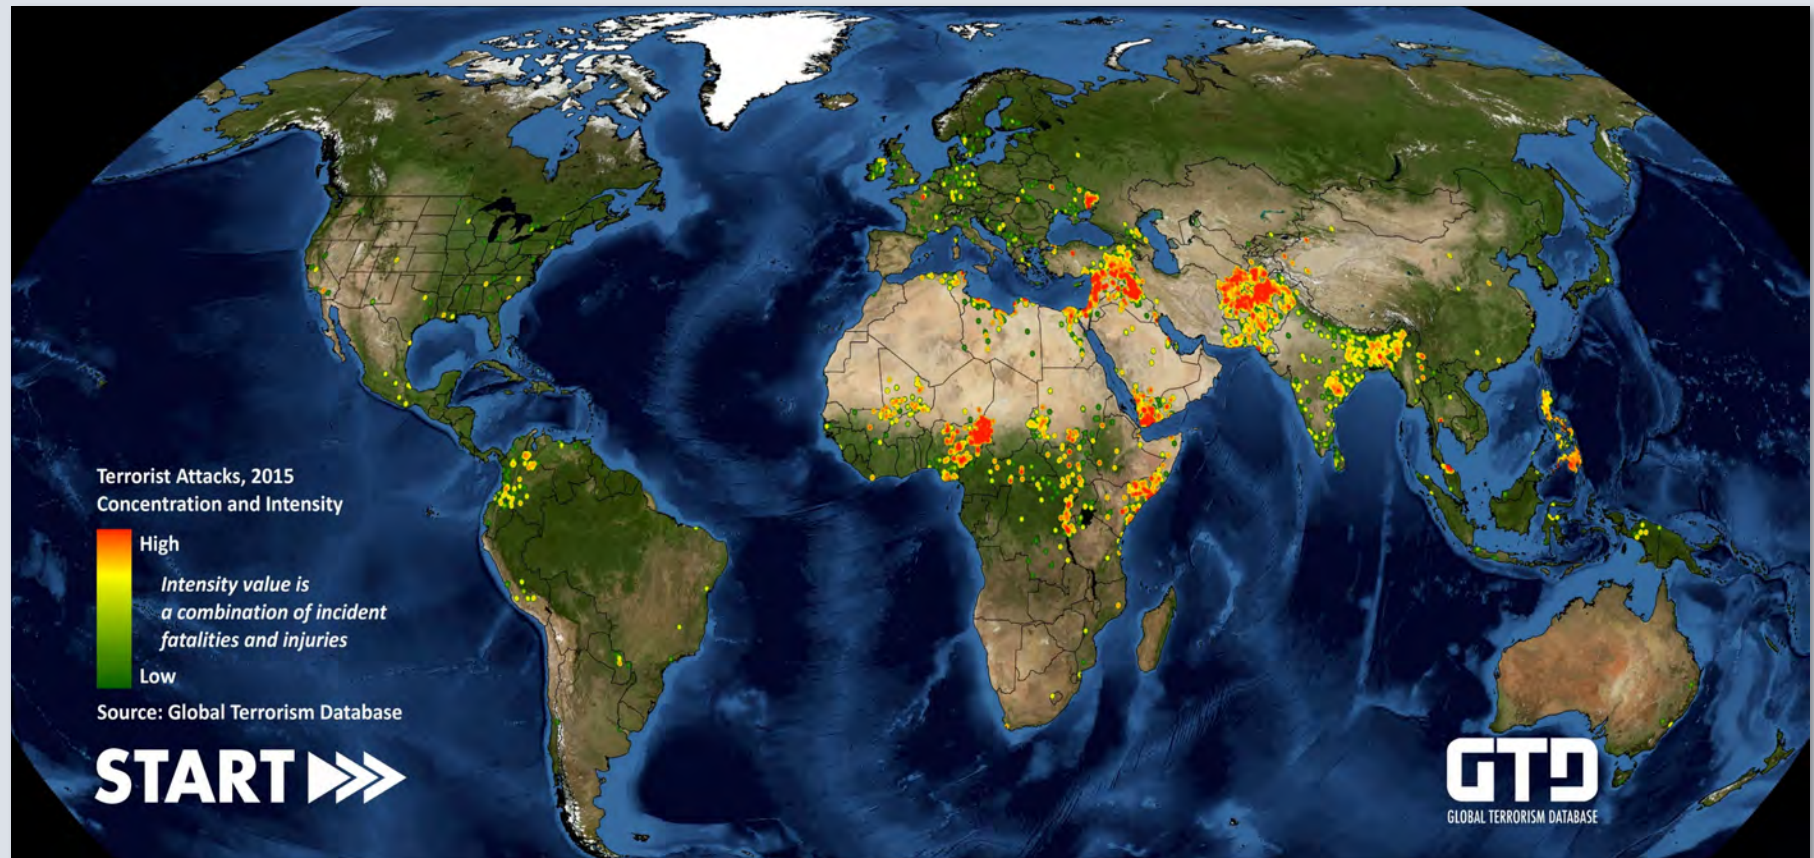 Terrorist Attacks, 2015
Concentration and Intensity
High
Intensity value is
a combination of incident
fatalities and injuries
Low
Source: Global Terrorism Database
START
GTD
GLOBAL TERRORISM DATABASE